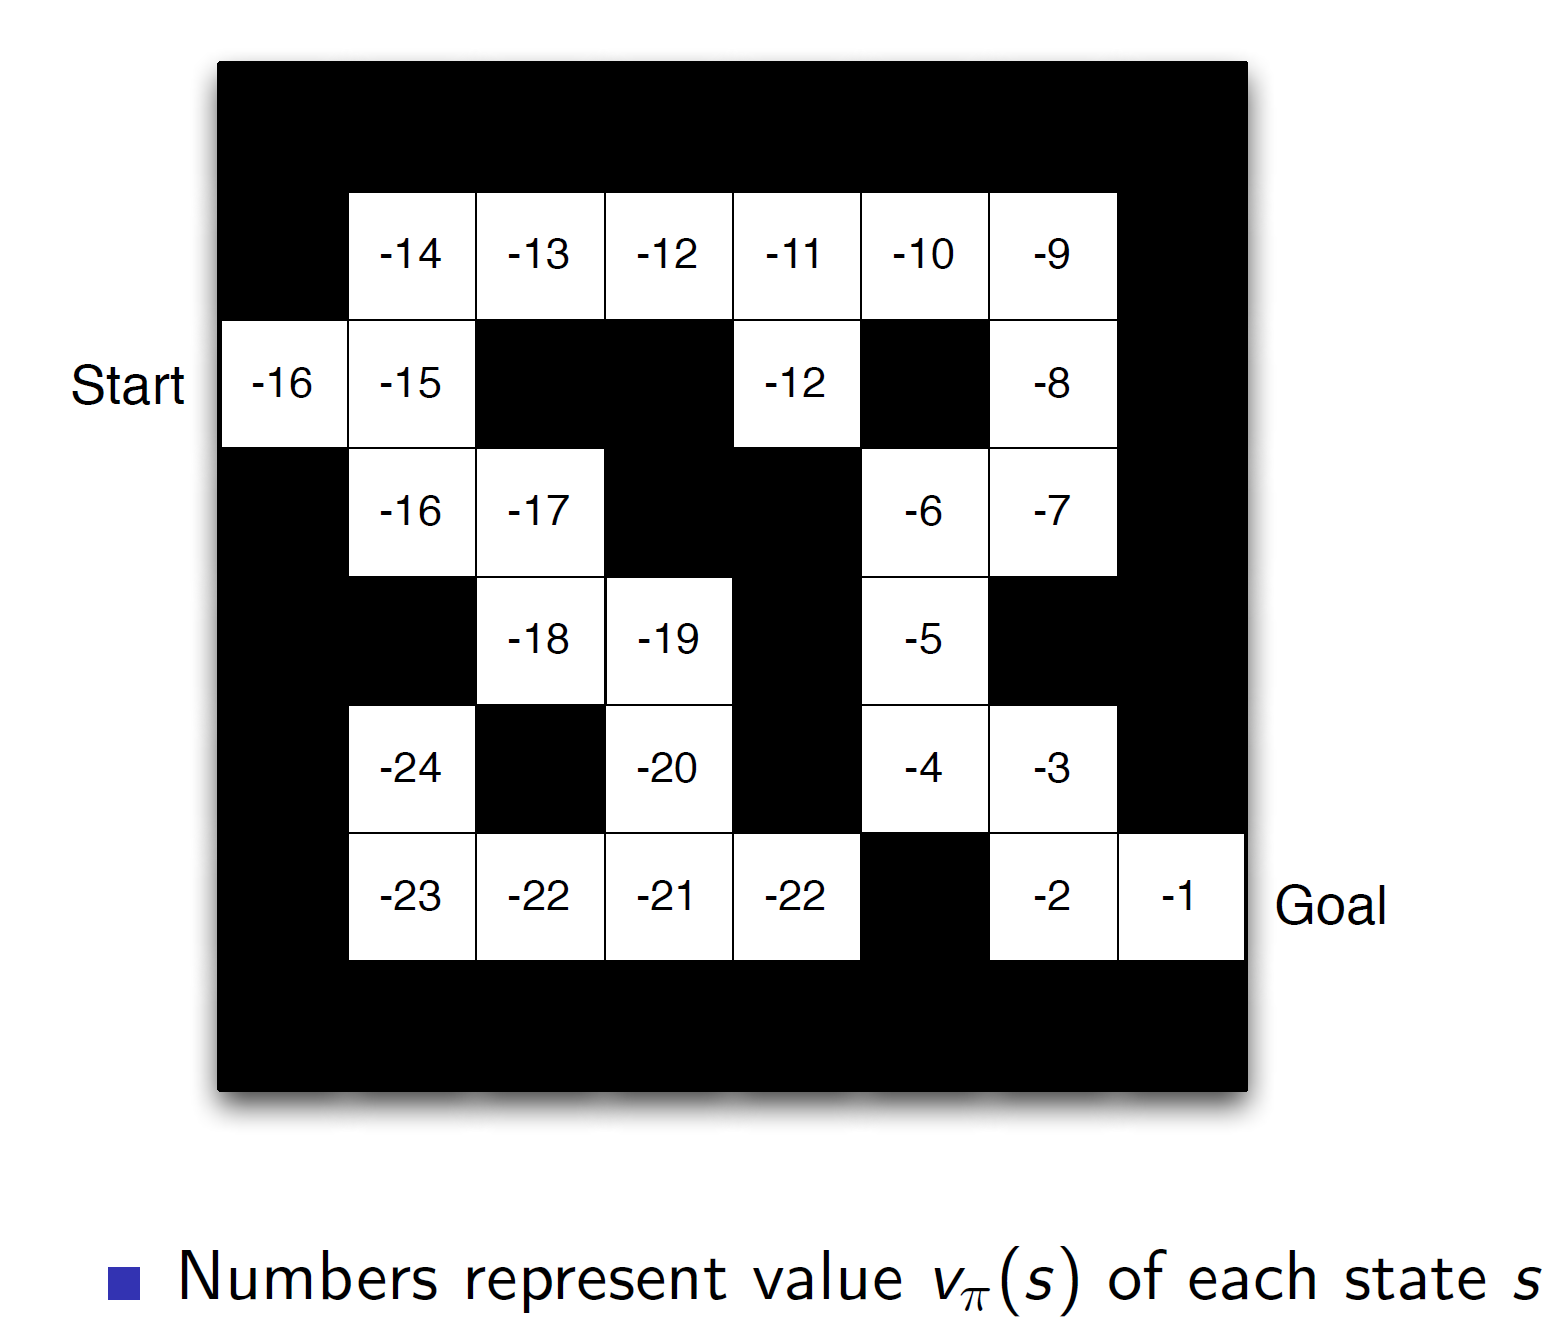 -14 -13 -12 -11 -10 -9
Start -16 -15 -12 -8
-16 -17 -6 -7
-18 -19 -5
-24 -20 -4 -3
-23 -22 -21 -22 -2 -1 Goal
Numbers represent value vπ(s) of each state s